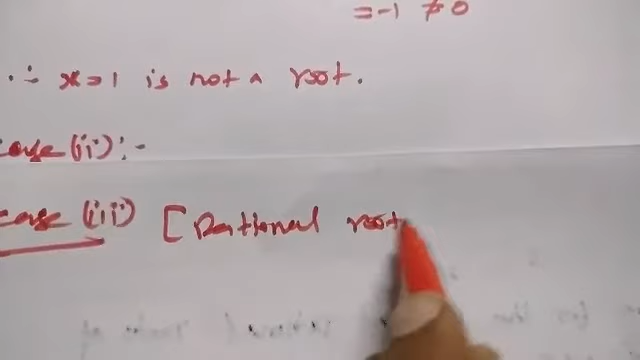 =-1 ≠ 0
∴ x=1 is not a root.
case (ii):-
case (iii) [Rational root